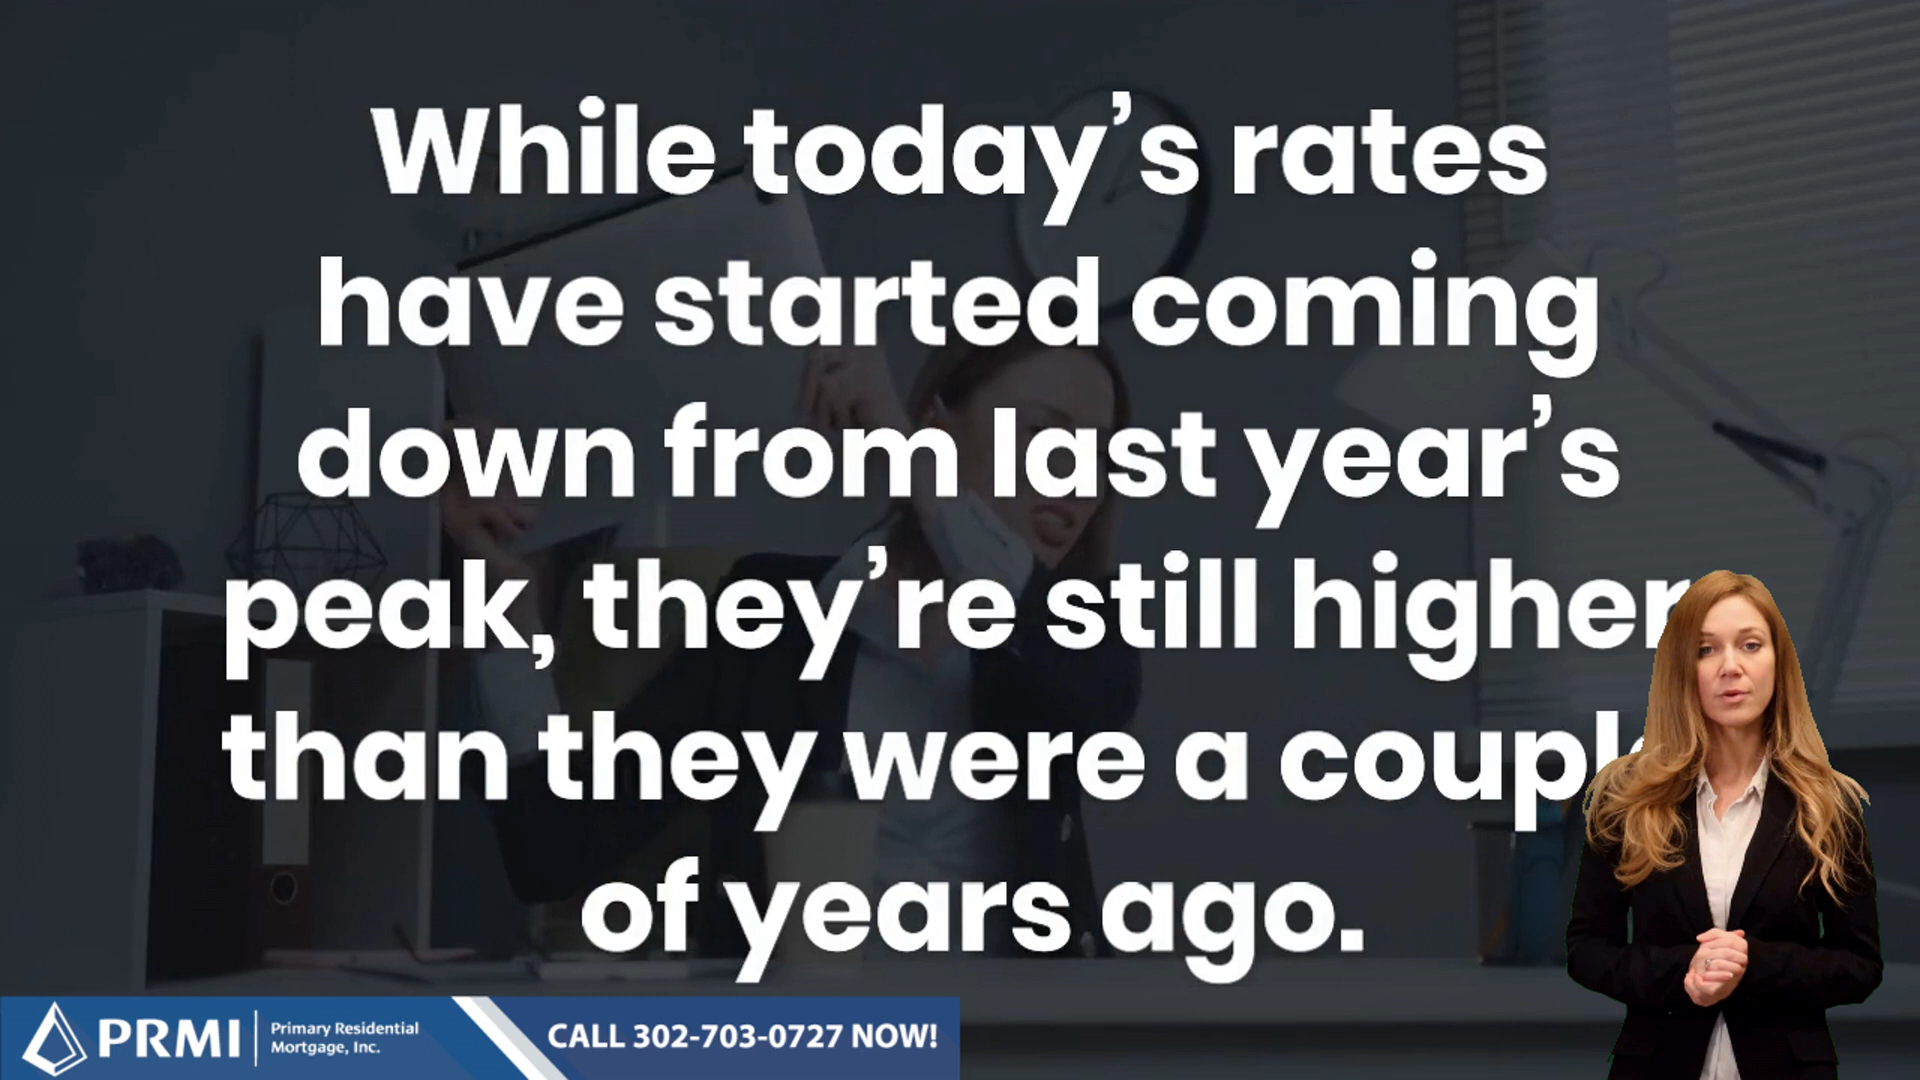 While today’s rates
have started coming
down from last year’s
peak, they’re still higher
than they were a coupl
of years ago.
PRMI
Primary Residential
Mortgage, Inc.
CALL 302-703-0727 NOW!